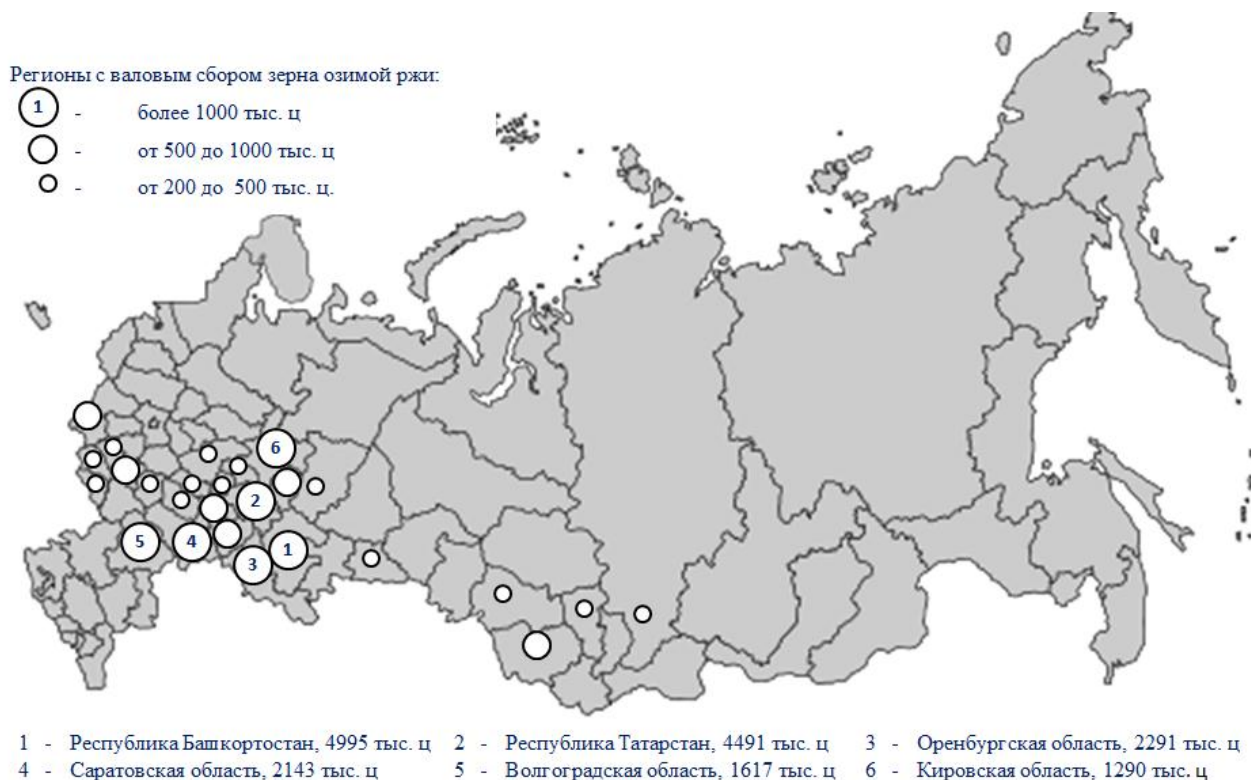 Регионы с валовым сбором зерна озимой ржи:
1 - более 1000 тыс. ц
- от 500 до 1000 тыс. ц
- от 200 до 500 тыс. ц.
6
2
5
4
1
3
1 - Республика Башкортостан, 4995 тыс. ц 2 - Республика Татарстан, 4491 тыс. ц 3 - Оренбургская область, 2291 тыс. ц
4 - Саратовская область, 2143 тыс. ц 5 - Волгоградская область, 1617 тыс. ц 6 - Кировская область, 1290 тыс. ц